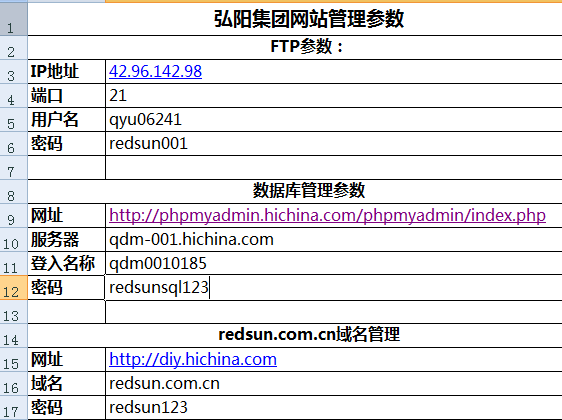 1 弘阳集团网站管理参数
2 FTP参数：
3 IP地址 42.96.142.98
4 端口 21
5 用户名 qyu06241
6 密码 redsun001
7
8 数据库管理参数
9 网址 http://phpmyadmin.hichina.com/phpmyadmin/index.php
10 服务器 qdm-001.hichina.com
11 登入名称 qdm0010185
12 密码 redsunsql123
13
14 redsun.com.cn域名管理
15 网址 http://diy.hichina.com
16 域名 redsun.com.cn
17 密码 redsun123